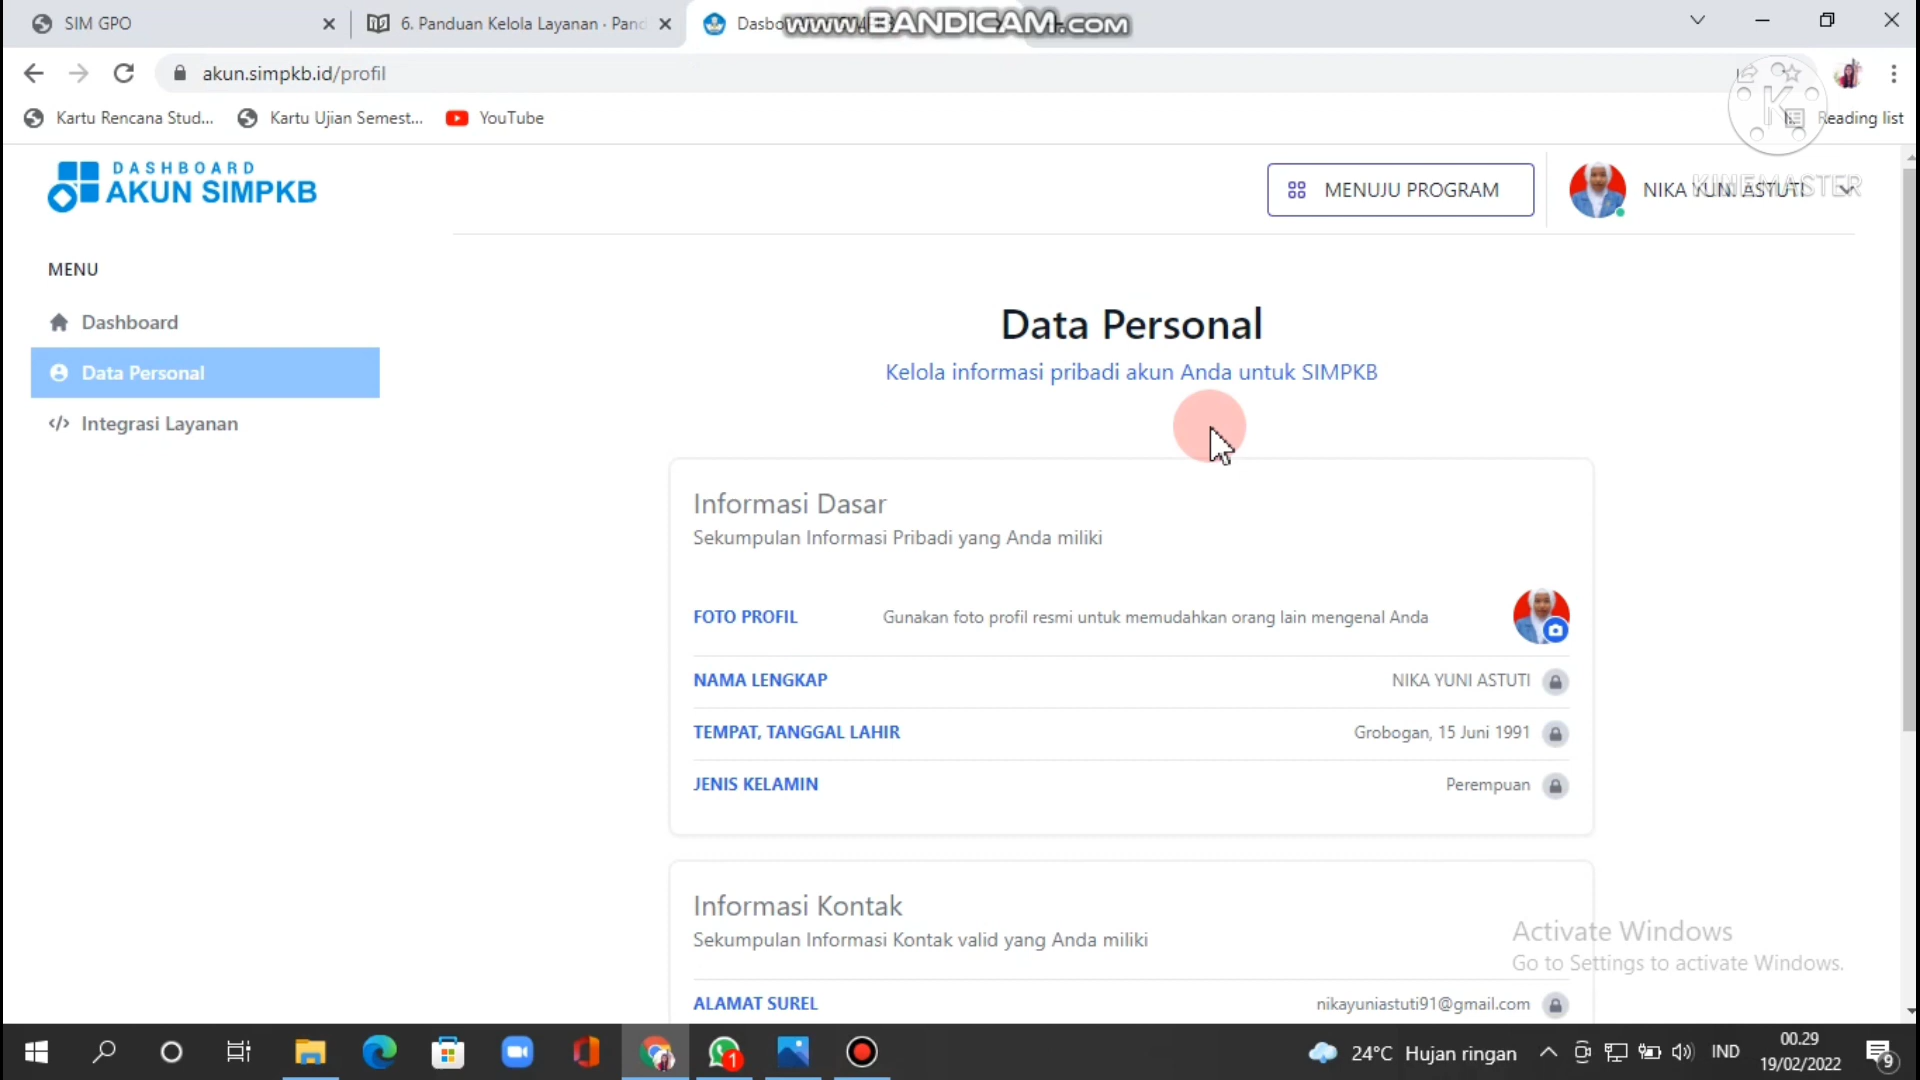 SIM GPO
6. Panduan Kelola Layanan · Pand
Dasbo
www.BANDICAM.com
akun.simpkb.id/profil
Kartu Rencana Stud...
Kartu Ujian Semest...
YouTube
Reading list
DASHBOARD
AKUN SIMPKB
MENUJU PROGRAM
NIKA YUNI ASTUTI
KINEMASTER
MENU
Dashboard
Data Personal
Integrasi Layanan
Data Personal
Kelola informasi pribadi akun Anda untuk SIMPKB
Informasi Dasar
Sekumpulan Informasi Pribadi yang Anda miliki
FOTO PROFIL
Gunakan foto profil resmi untuk memudahkan orang lain mengenal Anda
NAMA LENGKAP
NIKA YUNI ASTUTI
TEMPAT, TANGGAL LAHIR
Grobogan, 15 Juni 1991
JENIS KELAMIN
Perempuan
Informasi Kontak
Sekumpulan Informasi Kontak valid yang Anda miliki
ALAMAT SUREL
nikayuniastuti91@gmail.com
Activate Windows
Go to Settings to activate Windows.
1
24°C Hujan ringan
IND
00.29
19/02/2022
9